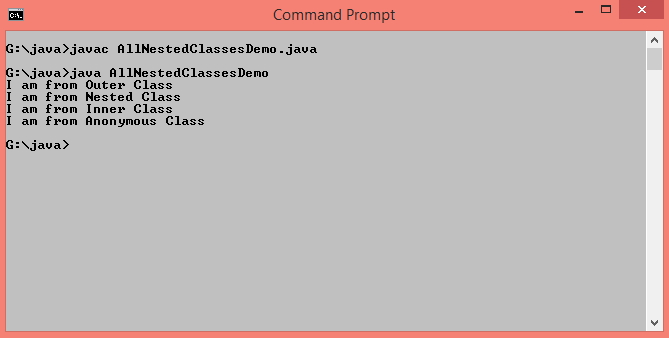 Command Prompt
G:\java>javac AllNestedClassesDemo.java
G:\java>java AllNestedClassesDemo
I am from Outer Class
I am from Nested Class
I am from Inner Class
I am from Anonymous Class
G:\java>